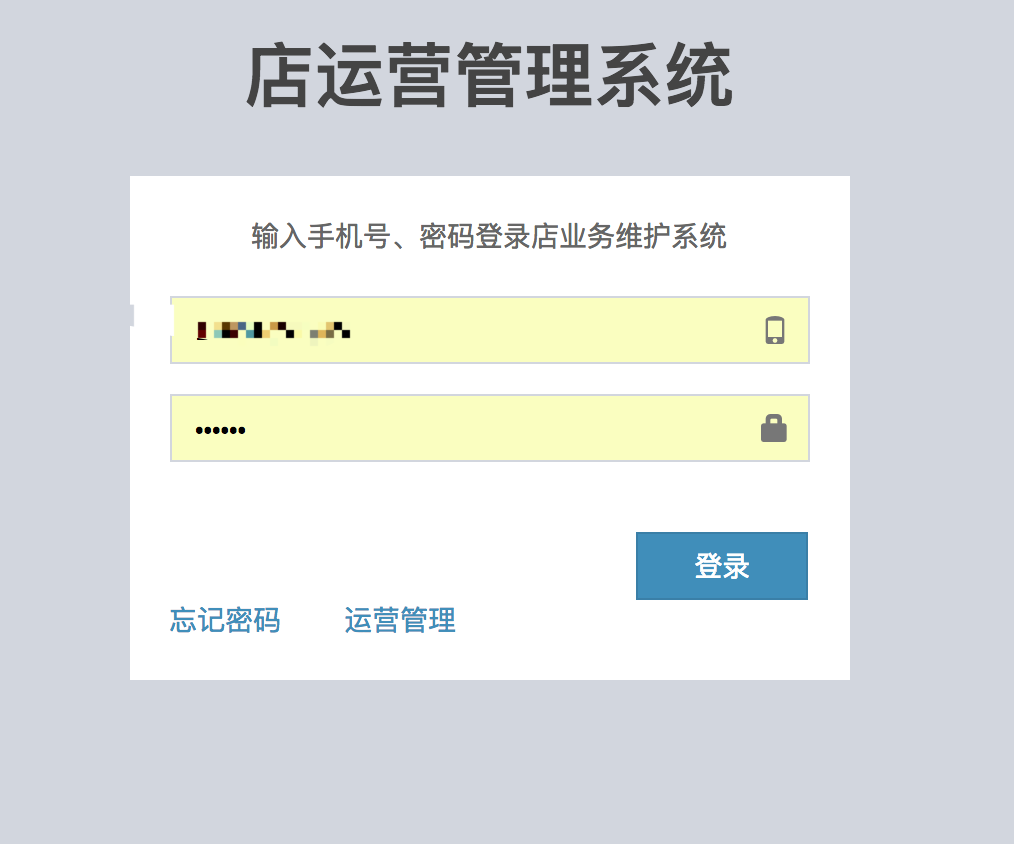 店运营管理系统
输入手机号、密码登录店业务维护系统
••••••
登录
忘记密码 运营管理